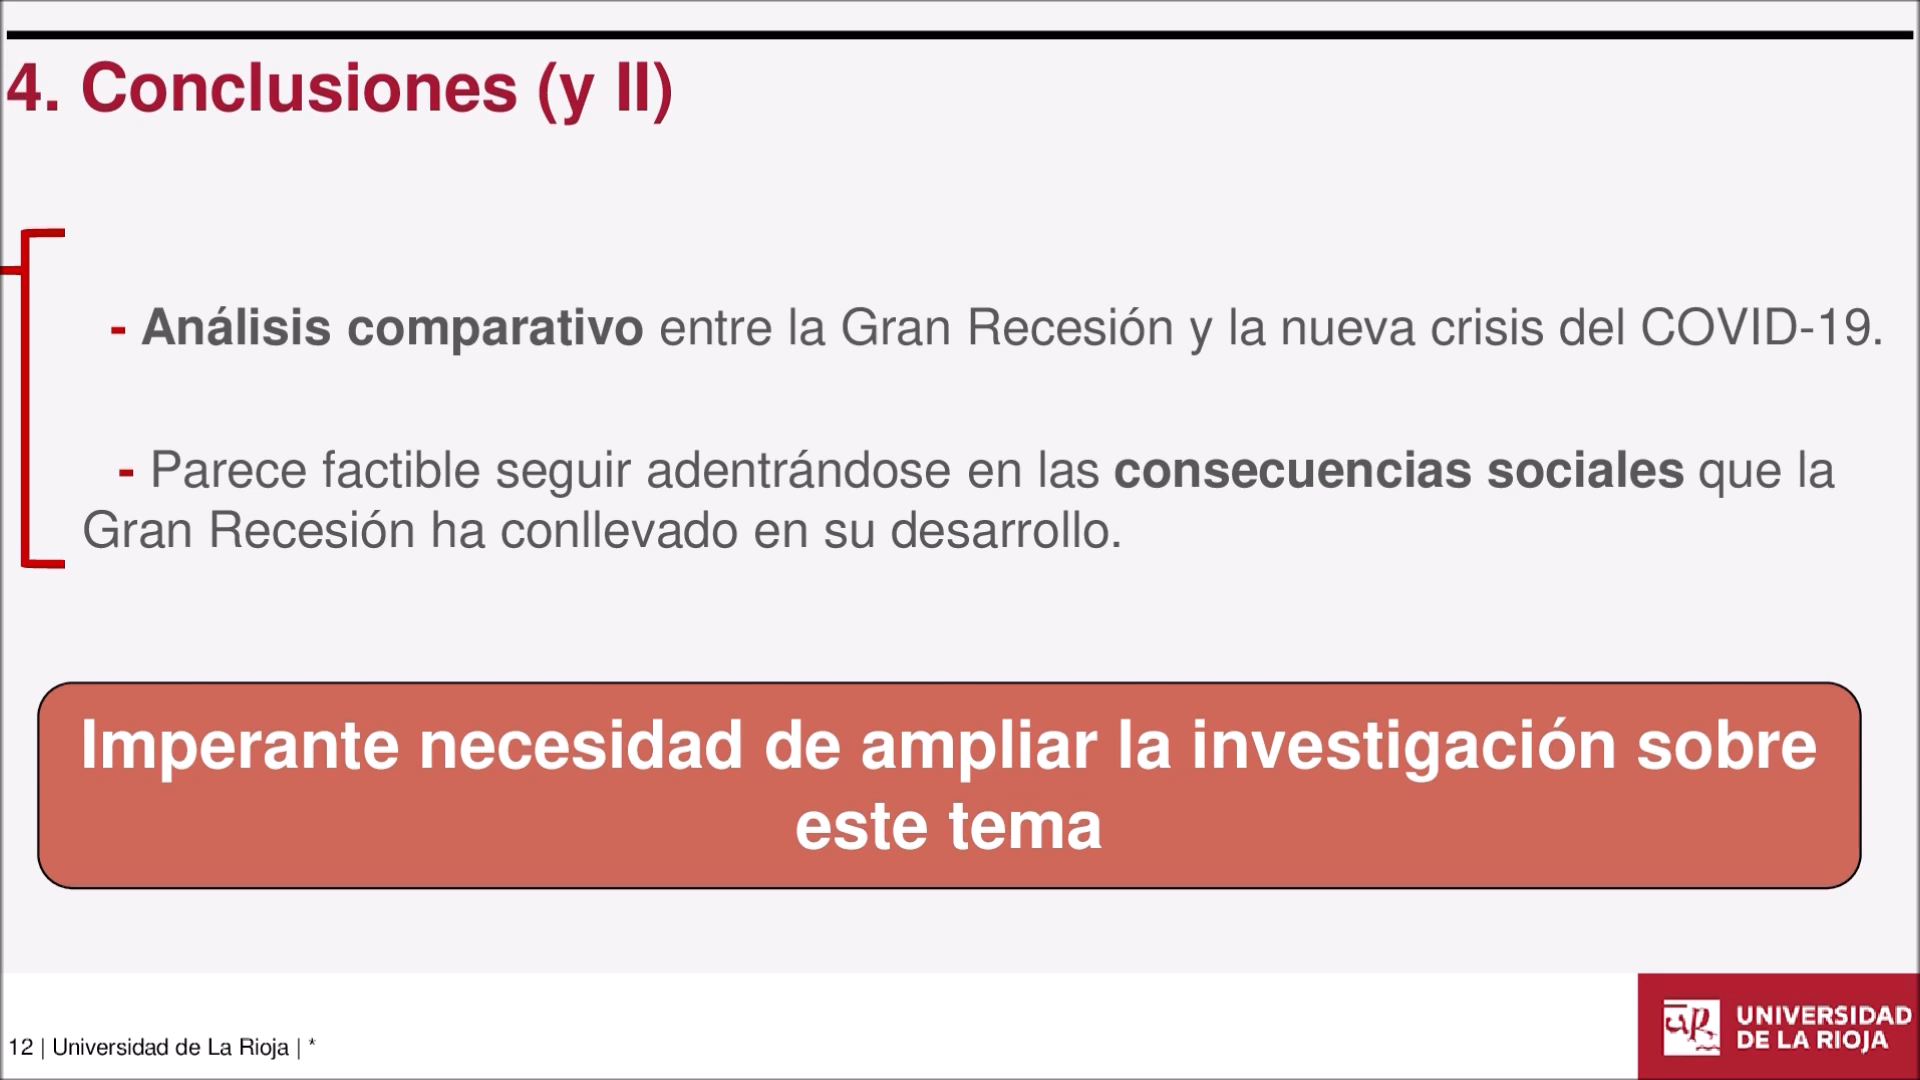 4. Conclusiones (y II)
- Análisis comparativo entre la Gran Recesión y la nueva crisis del COVID-19.
- Parece factible seguir adentrándose en las consecuencias sociales que la
Gran Recesión ha conllevado en su desarrollo.
Imperante necesidad de ampliar la investigación sobre
este tema
12 | Universidad de La Rioja | *
UNIVERSIDAD
DE LA RIOJA